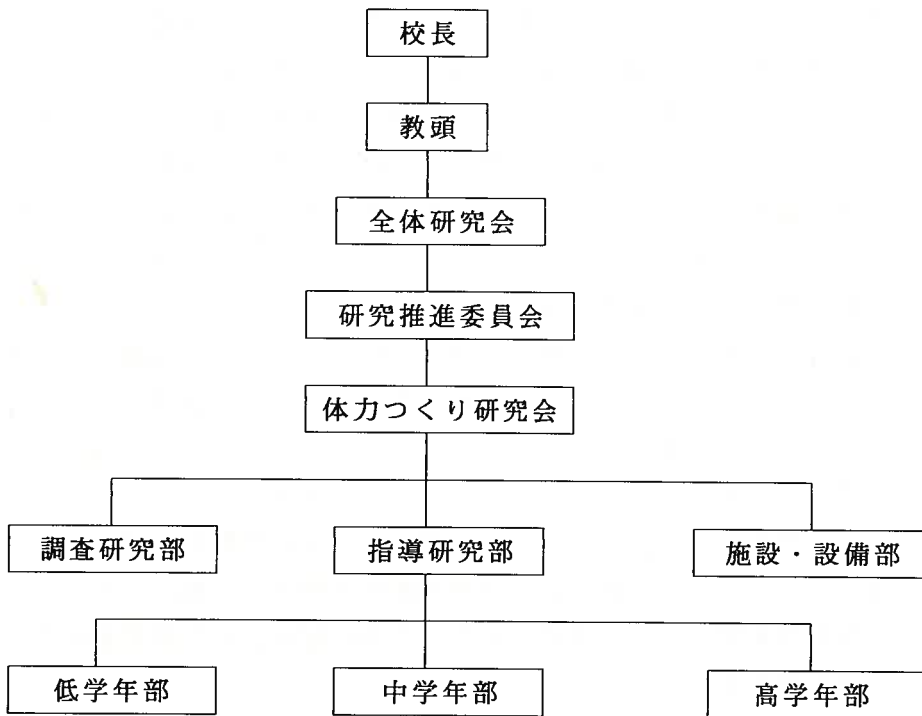 校長
教頭
全体研究会
研究推進委員会
体力つくり研究会
調査研究部
指導研究部
施設・設備部
低学年部
中学年部
高学年部